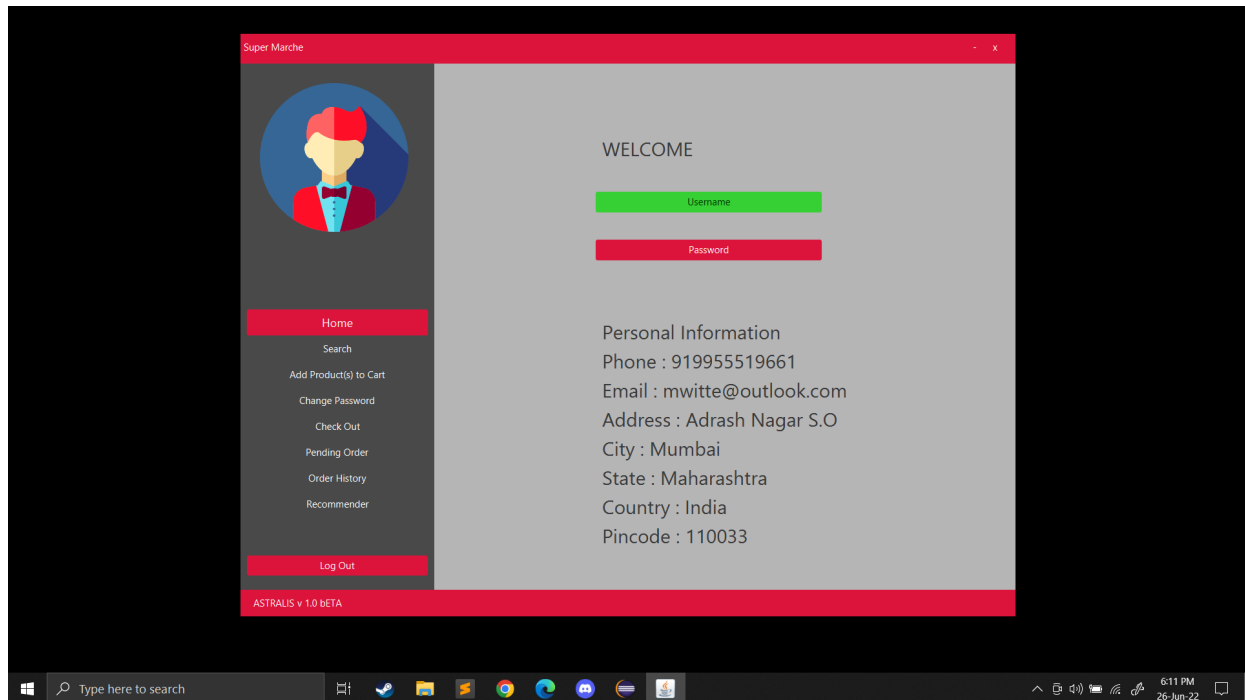 Super Marche
- x
WELCOME
Username
Password
Home
Search
Add Product(s) to Cart
Change Password
Check Out
Pending Order
Order History
Recommender
Log Out
Personal Information
Phone : 919955519661
Email : mwitte@outlook.com
Address : Adrash Nagar S.O
City : Mumbai
State : Maharashtra
Country : India
Pincode : 110033
ASTRALIS v 1.0 bETA
Type here to search
6:11 PM
26-Jun-22